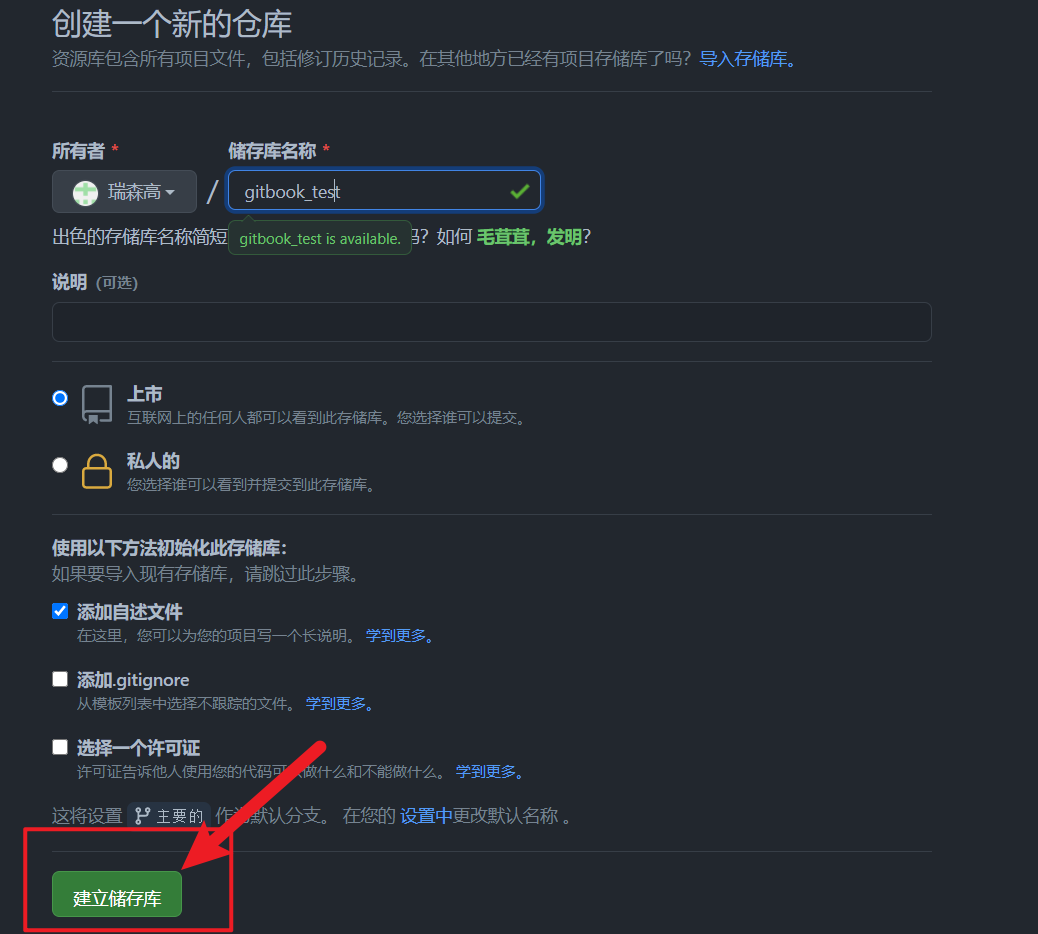 创建一个新的仓库
资源库包含所有项目文件，包括修订历史记录。在其他地方已经有项目存储库了吗？导入存储库。
所有者 * 储存库名称 *
瑞森高 / gitbook_test
出色的存储库名称简短 gitbook_test is available. 吗？如何 毛茸茸，发明？
说明 (可选)
上市
互联网上的任何人都可以看到此存储库。您选择谁可以提交。
私人的
您选择谁可以看到并提交到此存储库。
使用以下方法初始化此存储库：
如果要导入现有存储库，请跳过此步骤。
添加自述文件
在这里，您可以为您的项目写一个长说明。 学到更多。
添加.gitignore
从模板列表中选择不跟踪的文件。 学到更多。
选择一个许可证
许可证告诉他人使用您的代码可以做什么和不能做什么。 学到更多。
这将设置 主要的 作为默认分支。 在您的 设置中更改默认名称 。
建立储存库